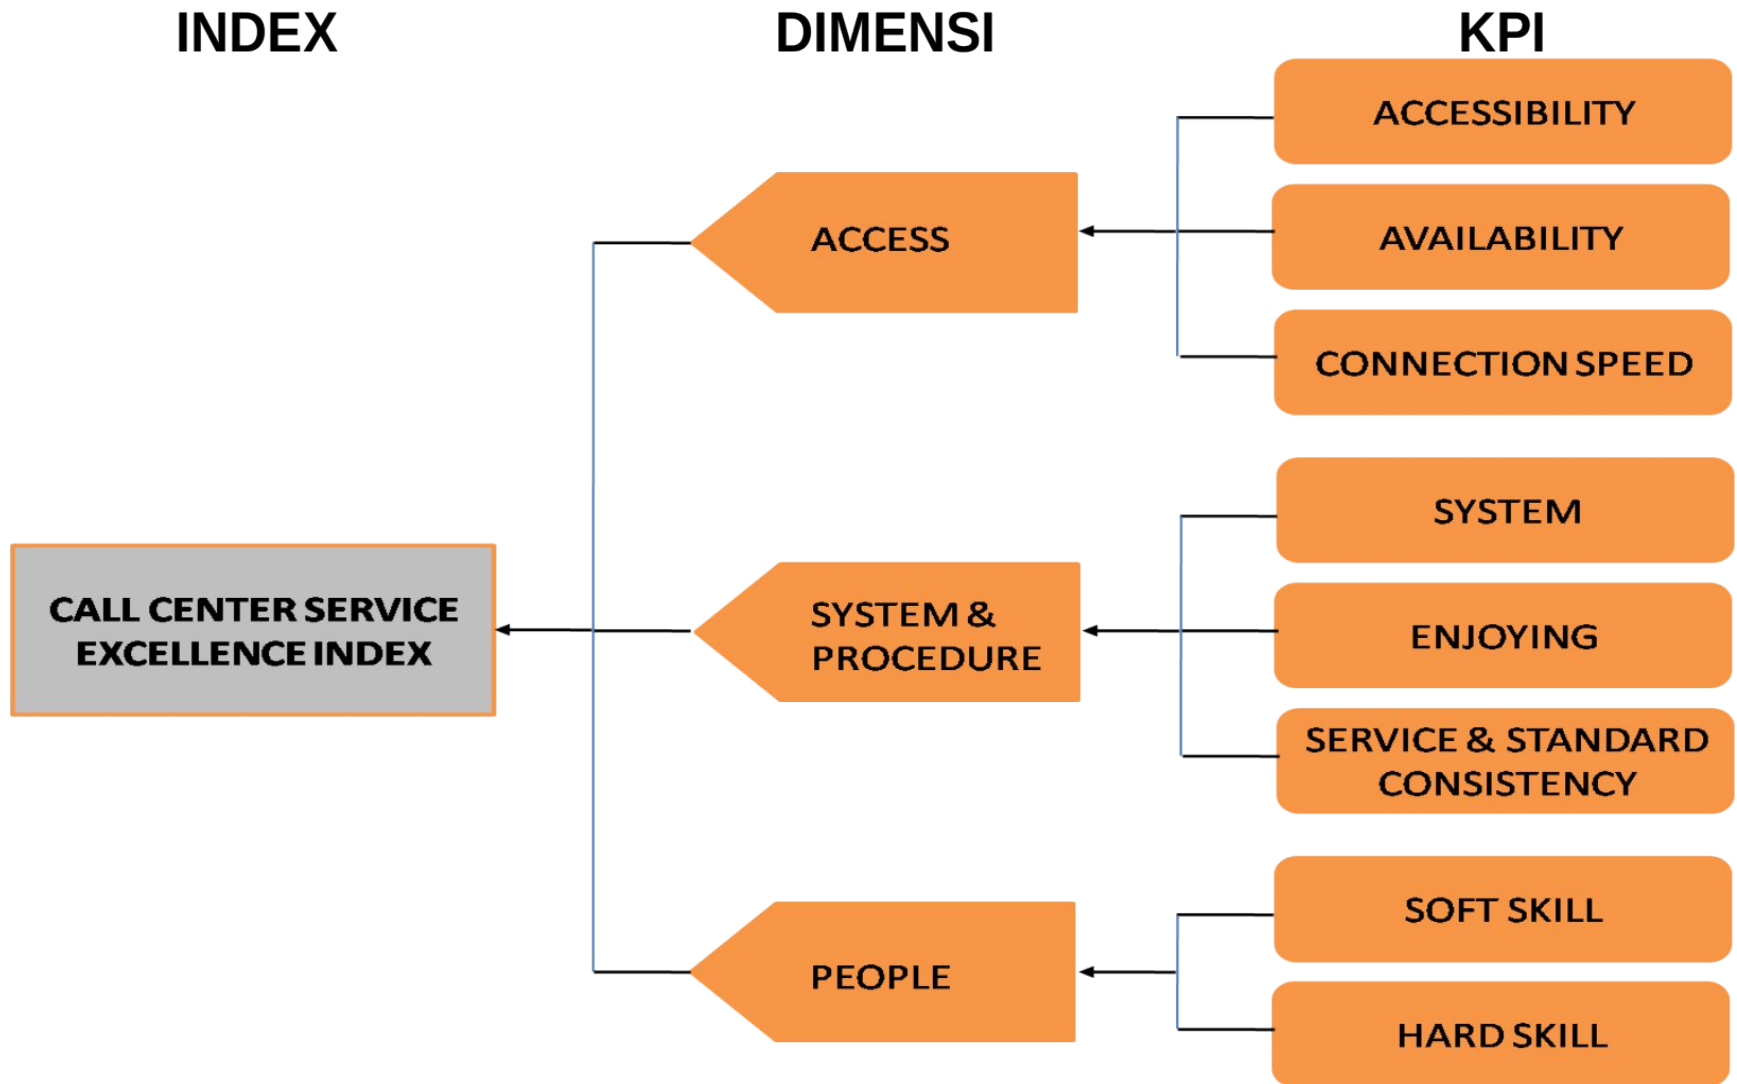 INDEX
DIMENSI
KPI
ACCESSIBILITY
ACCESS
AVAILABILITY
CONNECTION SPEED
SYSTEM
CALL CENTER SERVICE
EXCELLENCE INDEX
SYSTEM &
PROCEDURE
ENJOYING
SERVICE & STANDARD
CONSISTENCY
SOFT SKILL
PEOPLE
HARD SKILL